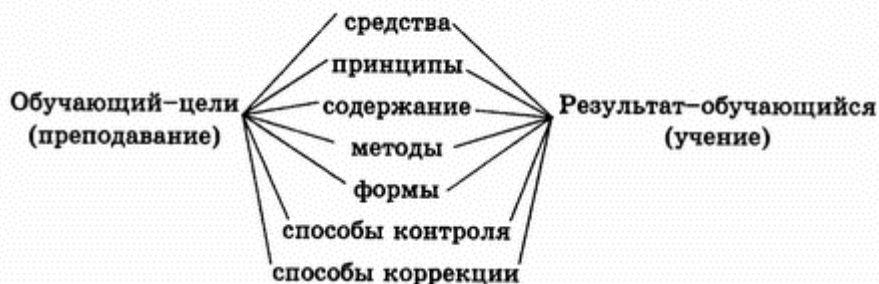 средства
принципы
Обучающий–цели
(преподавание)
содержание
Результат–обучающийся
(учение)
методы
формы
способы контроля
способы коррекции